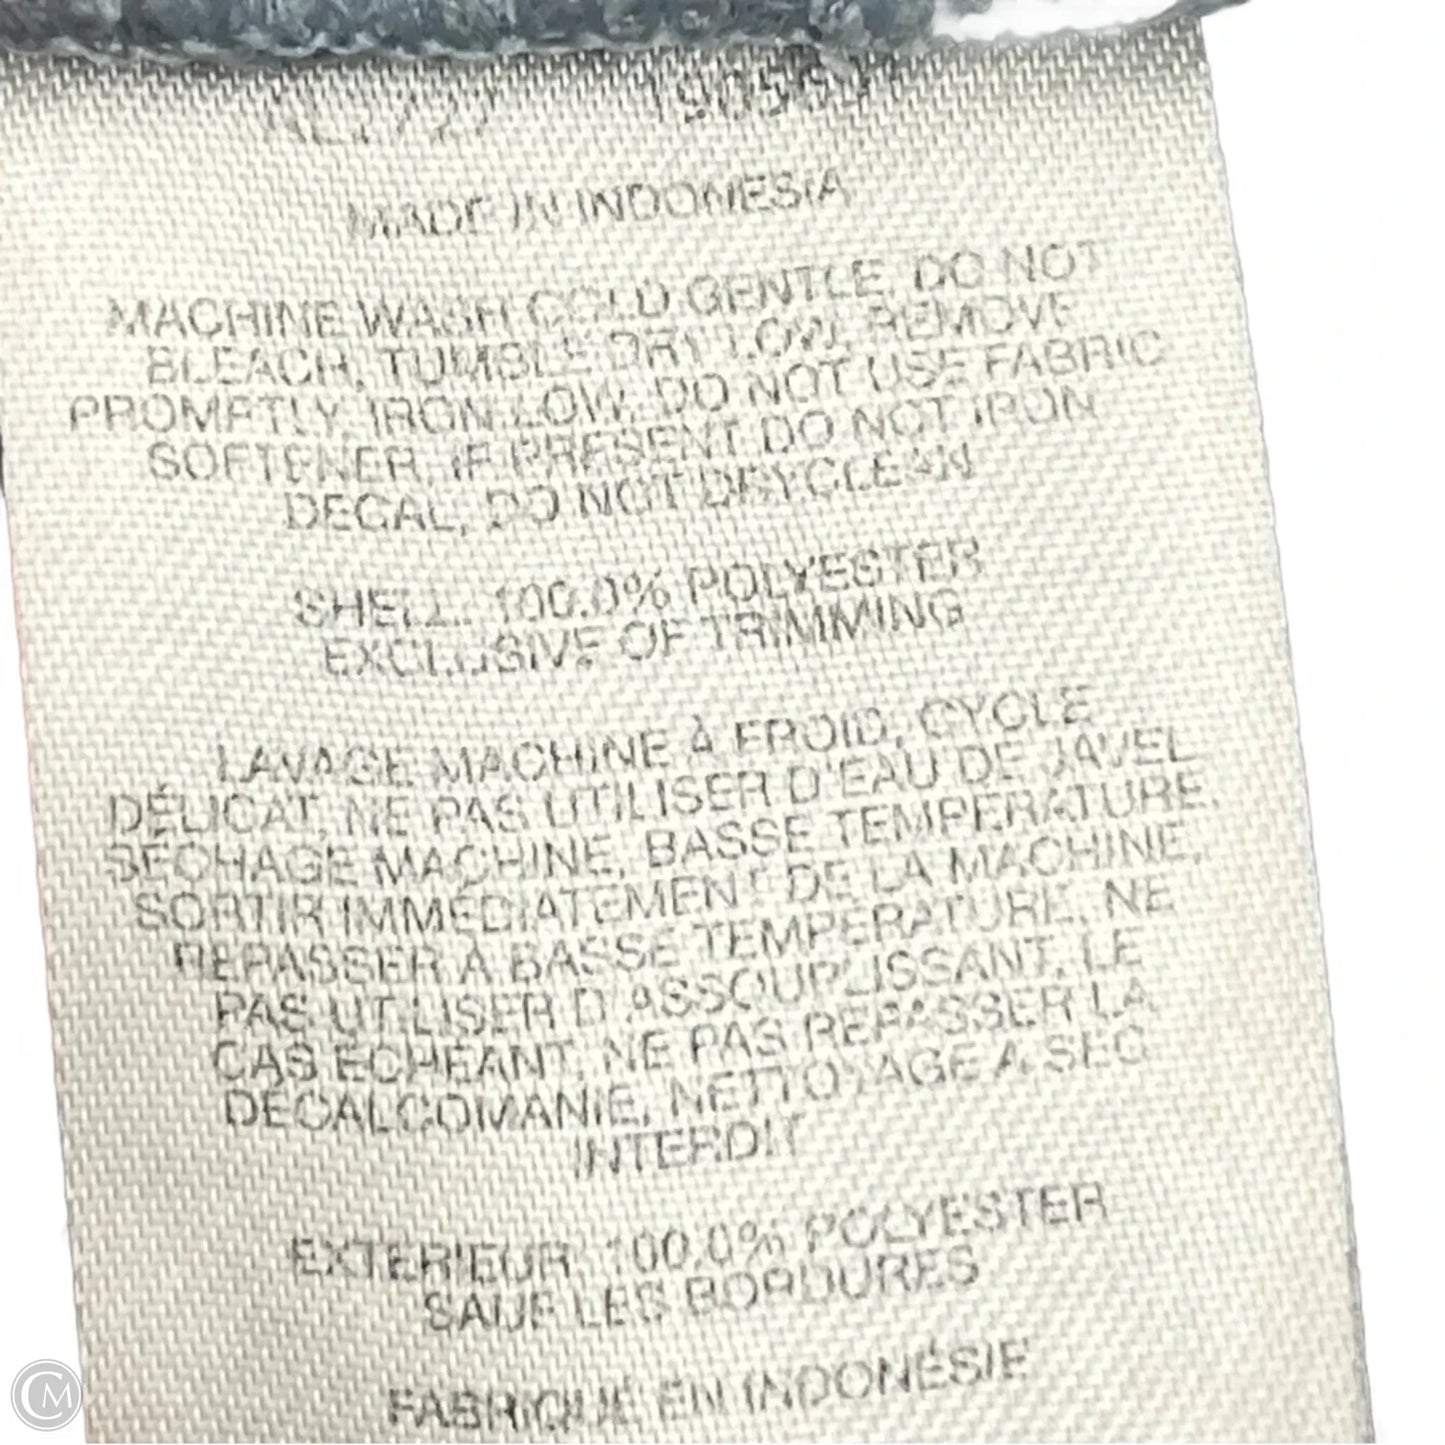 MADE IN INDONESIA
MACHINE WASH COLD GENTLE, DO NOT
BLEACH, TUMBLE DRY LOW, REMOVE
PROMPTLY, IRON LOW, DO NOT USE FABRIC
SOFTENER, IF PRESENT DO NOT IRON
DECAL, DO NOT DRYCLEAN
SHELL: 100.0% POLYESTER
EXCLUSIVE OF TRIMMING
LAVAGE MACHINE À FROID, CYCLE
DÉLICAT, NE PAS UTILISER D'EAU DE JAVEL
SÉCHAGE MACHINE, BASSE TEMPÉRATURE,
SORTIR IMMÉDIATEMENT DE LA MACHINE,
REPASSER À BASSE TEMPÉRATURE, NE
PAS UTILISER D'ASSOUPLISSANT, LE
CAS ECHÉANT, NE PAS REPASSER LA
DÉCALCOMANIE, NETTOYAGE A SEC
INTERDIT
EXTERIEUR: 100.0% POLYESTER
SAUF LES BORDURES
FABRIQUÉ EN INDONÉSIE
CM